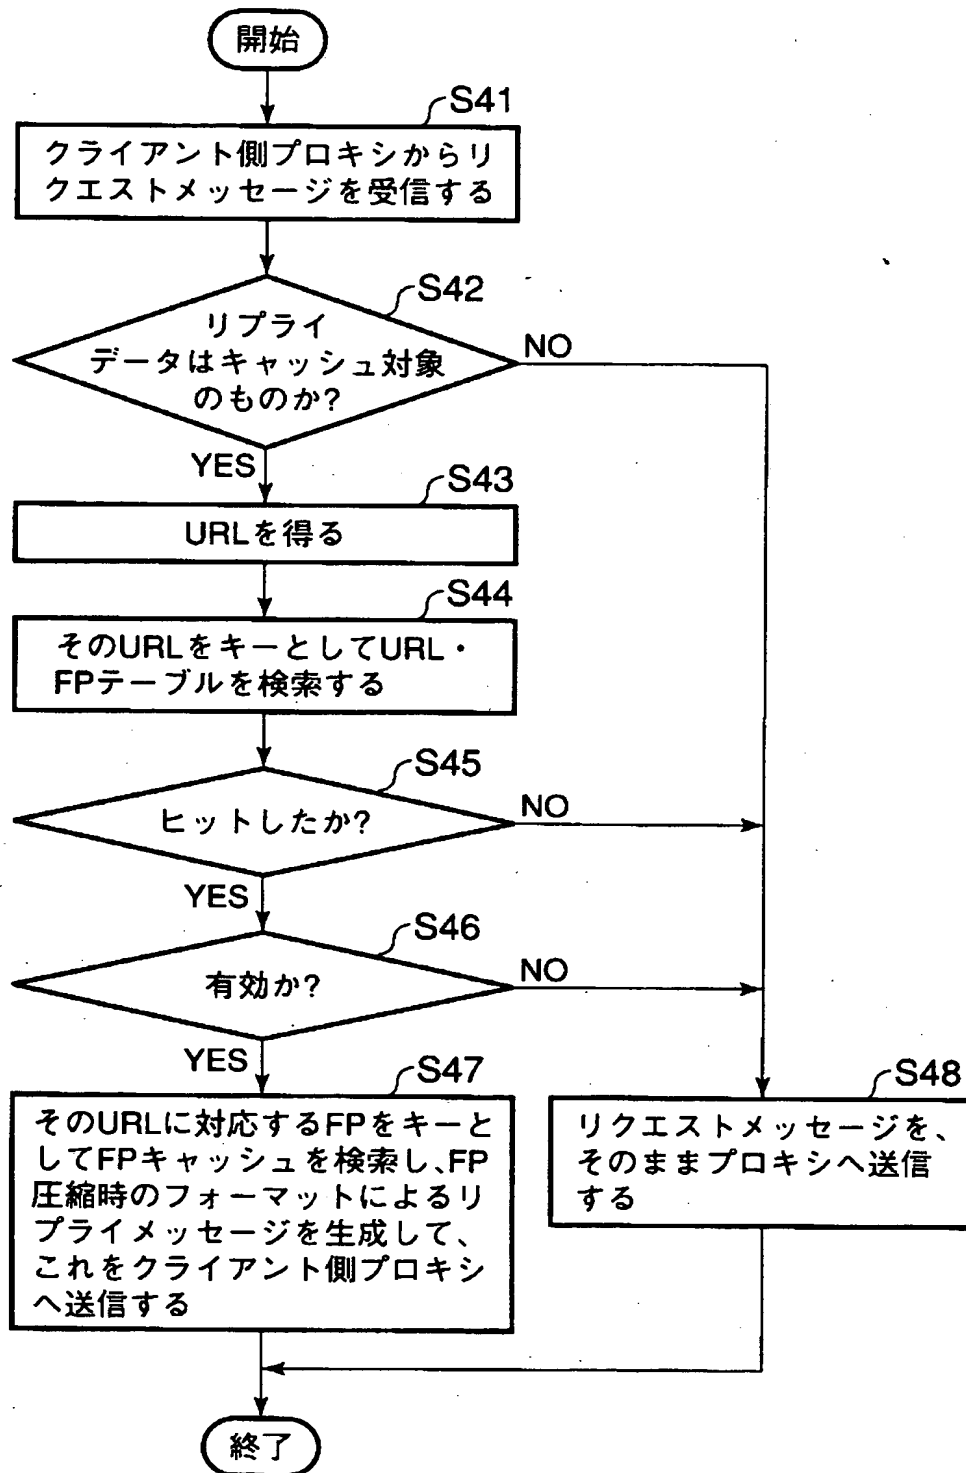 開始
S41
クライアント側プロキシからリ
クエストメッセージを受信する
S42
リプライ
データはキャッシュ対象
のものか?
NO
YES
S43
URLを得る
S44
そのURLをキーとしてURL・
FPテーブルを検索する
S45
ヒットしたか?
NO
YES
S46
有効か?
NO
YES
S47
そのURLに対応するFPをキーと
してFPキャッシュを検索し、FP
圧縮時のフォーマットによるリ
プライメッセージを生成して、
これをクライアント側プロキシ
へ送信する
S48
リクエストメッセージを、
そのままプロキシへ送信
する
終了